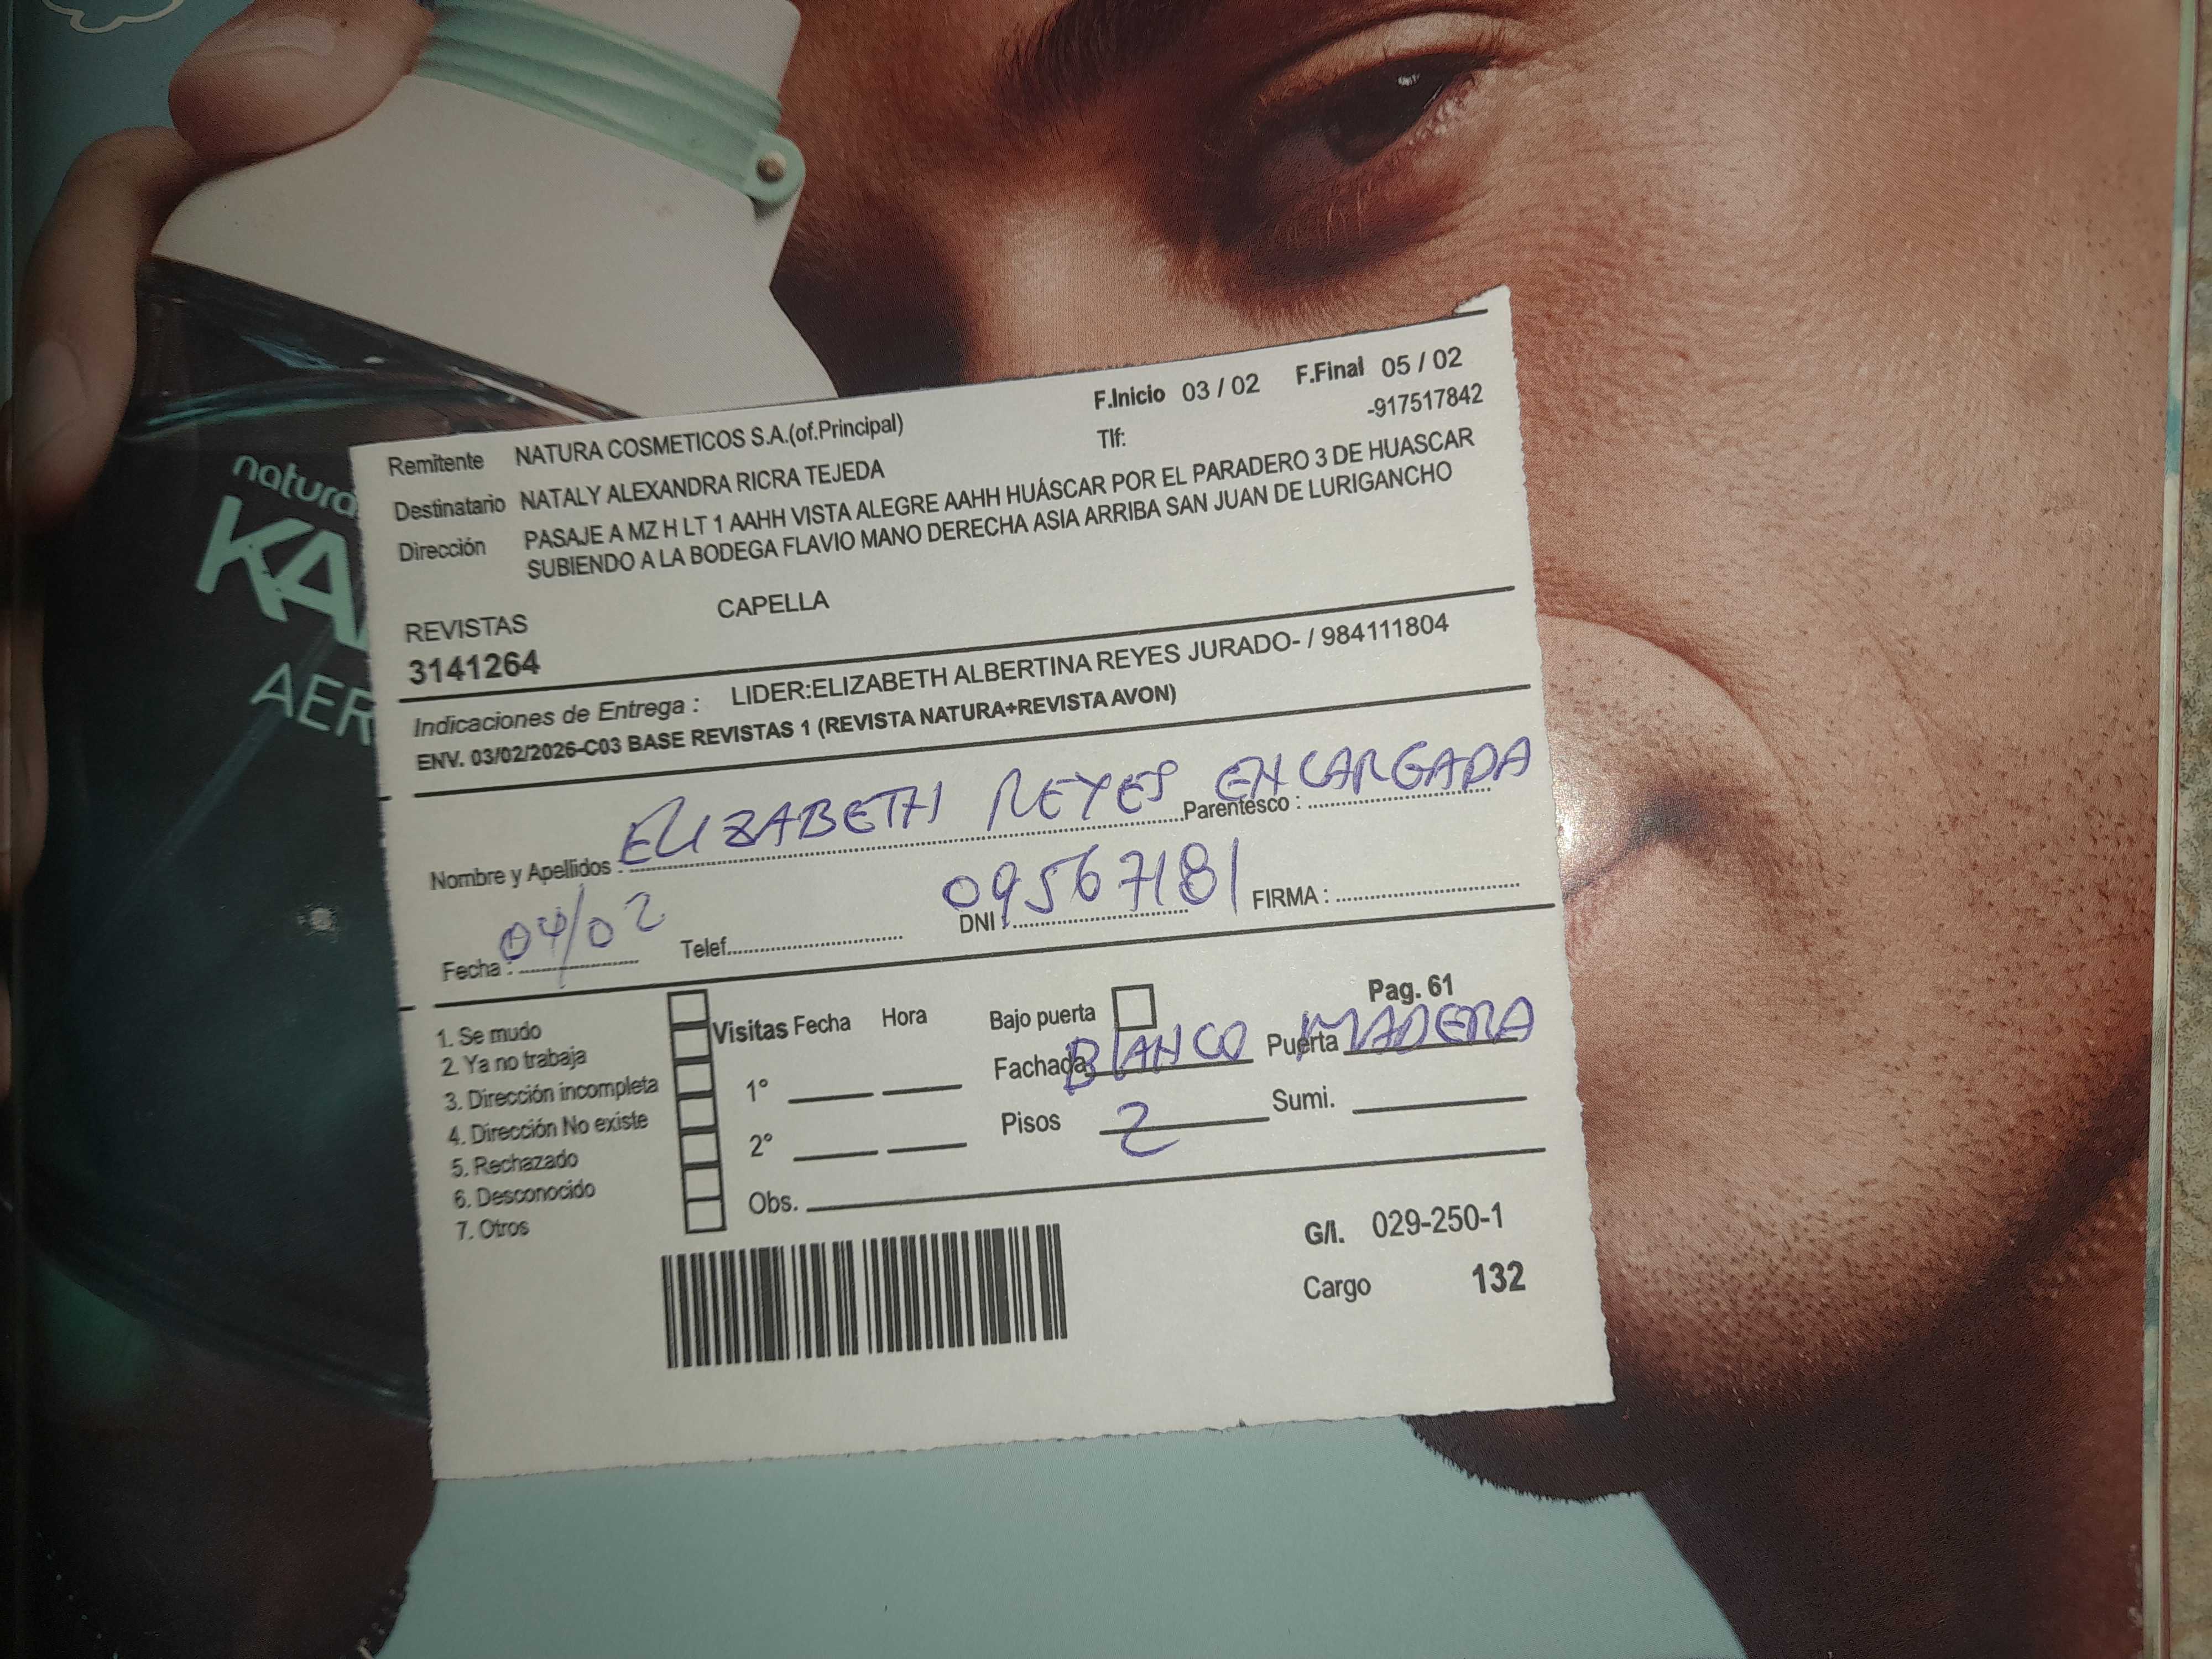 natura
KA
AER
F.Inicio 03 / 02 F.Final 05 / 02
Remitente NATURA COSMETICOS S.A.(of.Principal) Tlf: -917517842
Destinatario NATALY ALEXANDRA RICRA TEJEDA
Dirección PASAJE A MZ H LT 1 AAHH VISTA ALEGRE AAHH HUÁSCAR POR EL PARADERO 3 DE HUASCAR
SUBIENDO A LA BODEGA FLAVIO MANO DERECHA ASIA ARRIBA SAN JUAN DE LURIGANCHO
REVISTAS CAPELLA
3141264
Indicaciones de Entrega : LIDER:ELIZABETH ALBERTINA REYES JURADO- / 984111804
ENV. 03/02/2026-C03 BASE REVISTAS 1 (REVISTA NATURA+REVISTA AVON)
Nombre y Apellidos : ELIZABETH REYES Parentesco : ENCARGADA
Fecha : 04/02 Telef. DNI 09567181 FIRMA :
Pag. 61
1. Se mudo Visitas Fecha Hora Bajo puerta
2. Ya no trabaja Fachada BLANCO Puerta MADERA
3. Dirección incompleta 1°
4. Dirección No existe Pisos 2 Sumi.
5. Rechazado 2°
6. Desconocido
7. Otros Obs.
G/I. 029-250-1
Cargo 132